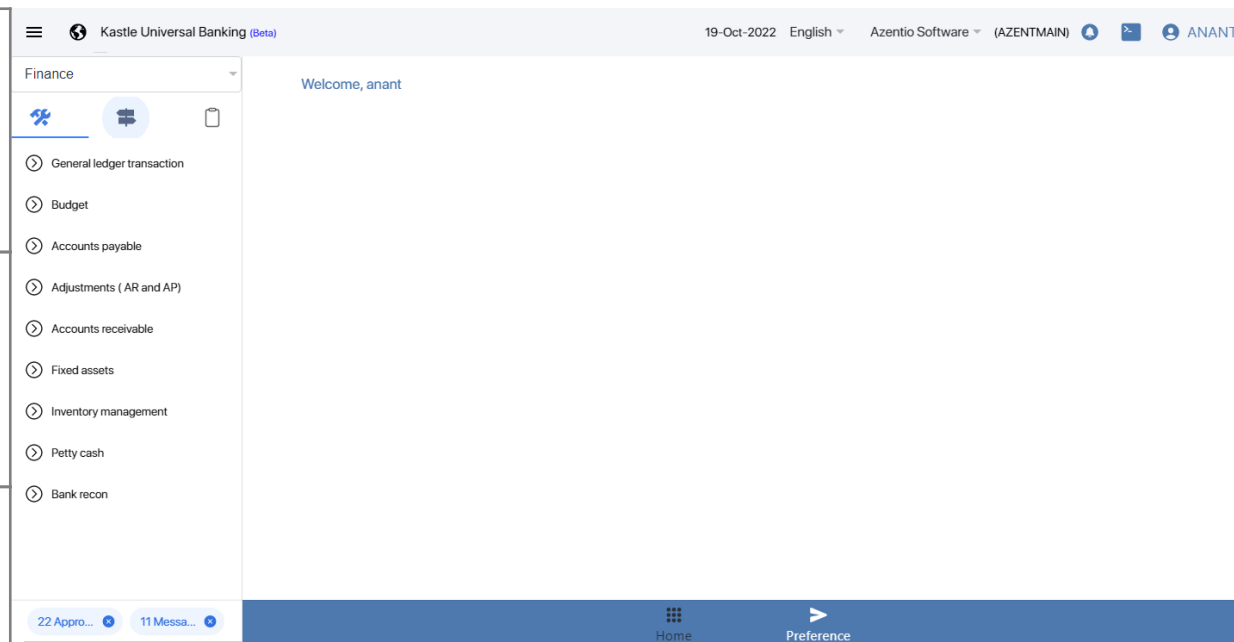 Kastle Universal Banking (Beta)
19-Oct-2022 English Azentio Software (AZENTMAIN) ANANT
Finance
Welcome, anant
General ledger transaction
Budget
Accounts payable
Adjustments ( AR and AP)
Accounts receivable
Fixed assets
Inventory management
Petty cash
Bank recon
22 Appro... 11 Messa...
Home Preference